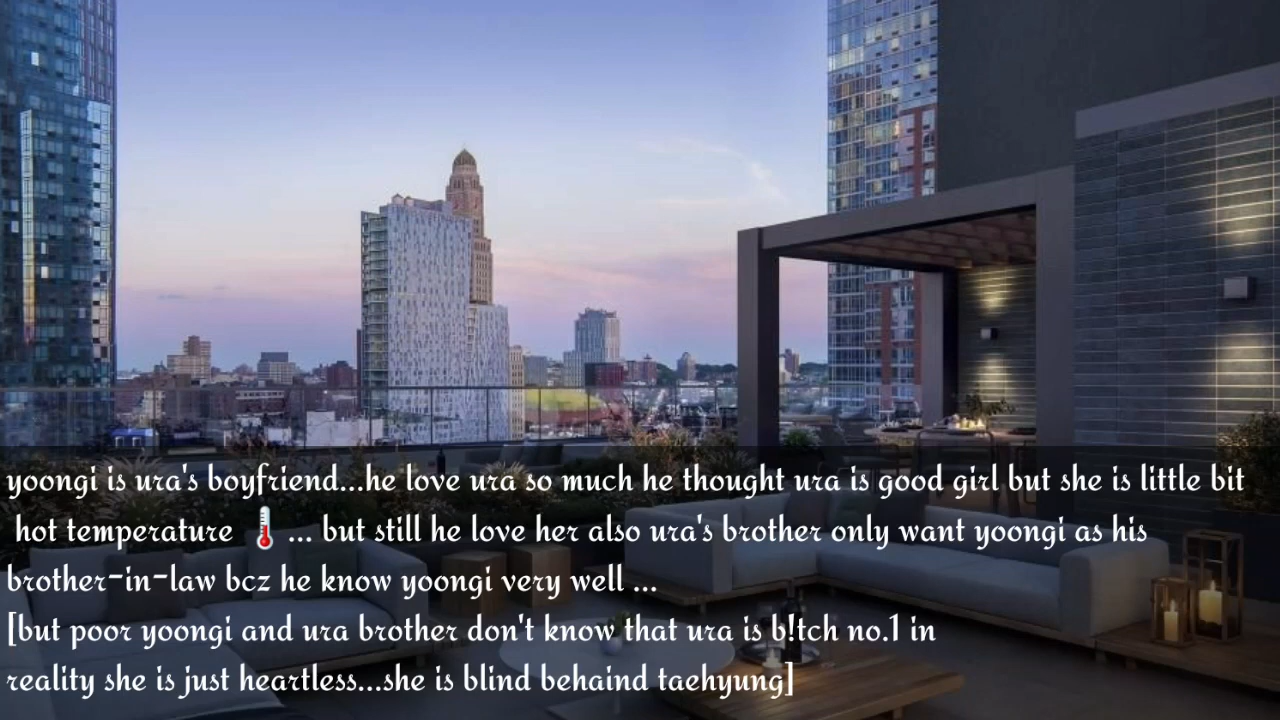 yoongi is ura's boyfriend...he love ura so much he thought ura is good girl but she is little bit
hot temperature 🌡️ ... but still he love her also ura's brother only want yoongi as his
brother-in-law bcz he know yoongi very well ...
[but poor yoongi and ura brother don't know that ura is b!tch no.1 in
reality she is just heartless...she is blind behaind taehyung]